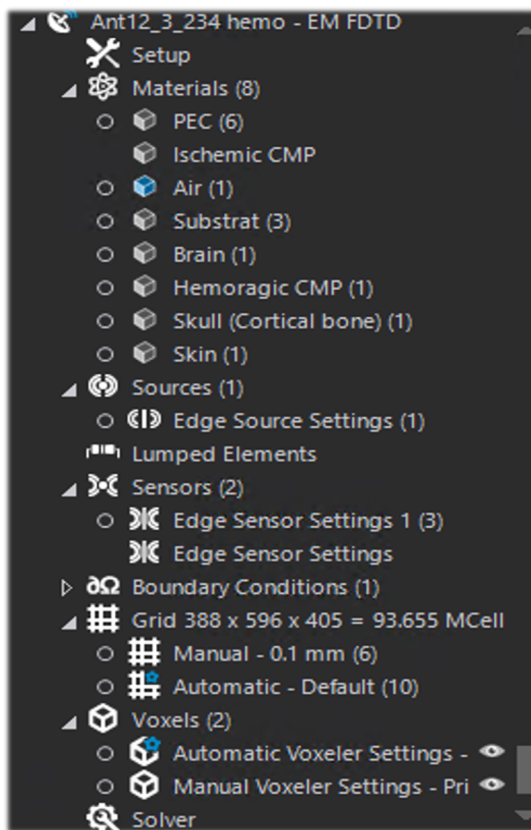 Ant12_3_234 hemo - EM FDTD
Setup
Materials (8)
PEC (6)
Ischemic CMP
Air (1)
Substrat (3)
Brain (1)
Hemoragic CMP (1)
Skull (Cortical bone) (1)
Skin (1)
Sources (1)
Edge Source Settings (1)
Lumped Elements
Sensors (2)
Edge Sensor Settings 1 (3)
Edge Sensor Settings
∂Ω Boundary Conditions (1)
Grid 388 x 596 x 405 = 93.655 MCell
Manual - 0.1 mm (6)
Automatic - Default (10)
Voxels (2)
Automatic Voxeler Settings -
Manual Voxeler Settings - Pri
Solver